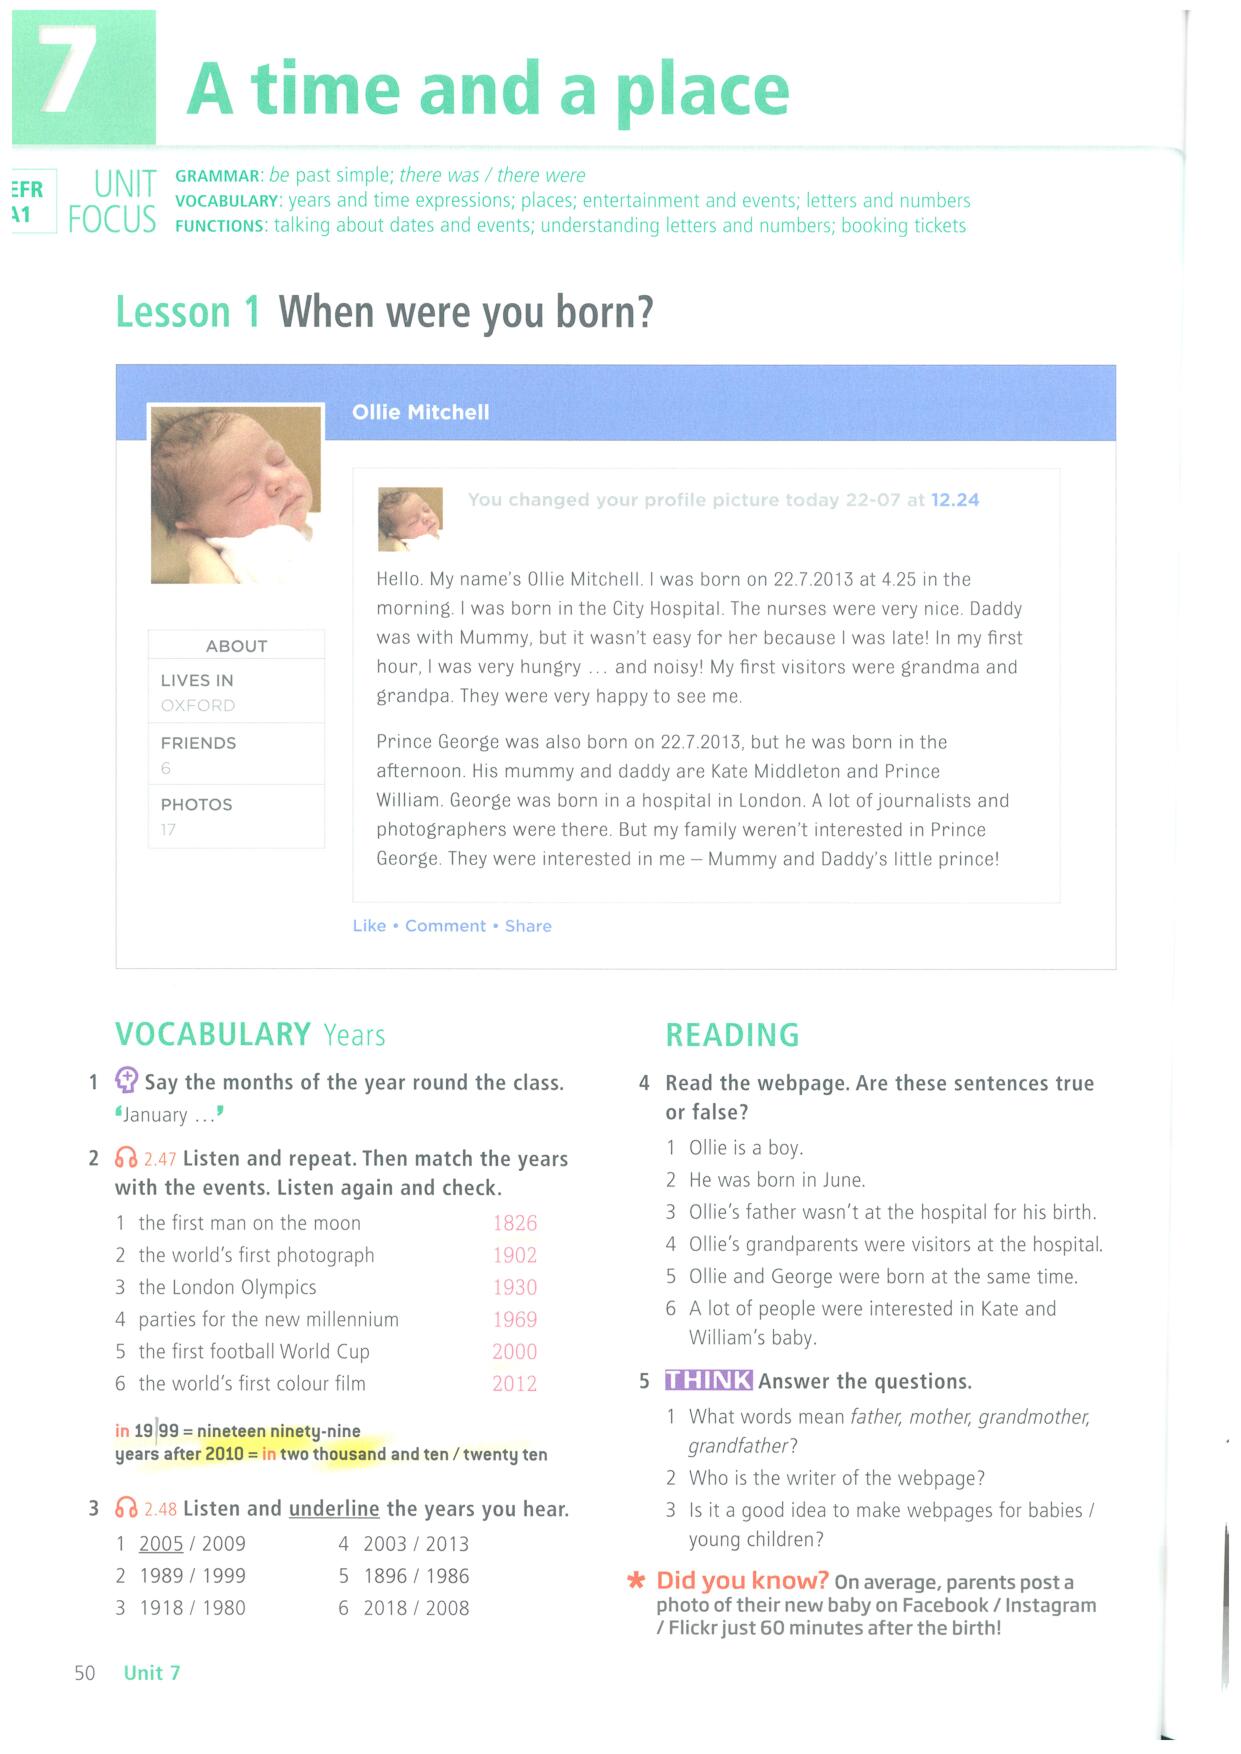 7
A time and a place
EFR
A1
UNIT
FOCUS
GRAMMAR: be past simple; there was / there were
VOCABULARY: years and time expressions; places; entertainment and events; letters and numbers
FUNCTIONS: talking about dates and events; understanding letters and numbers; booking tickets
Lesson 1 When were you born?
Ollie Mitchell
You changed your profile picture today 22-07 at 12.24
Hello. My name's Ollie Mitchell. I was born on 22.7.2013 at 4.25 in the
morning. I was born in the City Hospital. The nurses were very nice. Daddy
was with Mummy, but it wasn't easy for her because I was late! In my first
hour, I was very hungry ... and noisy! My first visitors were grandma and
grandpa. They were very happy to see me.
Prince George was also born on 22.7.2013, but he was born in the
afternoon. His mummy and daddy are Kate Middleton and Prince
William. George was born in a hospital in London. A lot of journalists and
photographers were there. But my family weren't interested in Prince
George. They were interested in me – Mummy and Daddy's little prince!
ABOUT
LIVES IN
OXFORD
FRIENDS
6
PHOTOS
17
Like • Comment • Share
VOCABULARY Years
1 Say the months of the year round the class.
'January ...'
2 2.47 Listen and repeat. Then match the years
with the events. Listen again and check.
1 the first man on the moon 1826
2 the world's first photograph 1902
3 the London Olympics 1930
4 parties for the new millennium 1969
5 the first football World Cup 2000
6 the world's first colour film 2012
in 19|99 = nineteen ninety-nine
years after 2010 = in two thousand and ten / twenty ten
3 2.48 Listen and underline the years you hear.
1 2005 / 2009 4 2003 / 2013
2 1989 / 1999 5 1896 / 1986
3 1918 / 1980 6 2018 / 2008
READING
4 Read the webpage. Are these sentences true
or false?
1 Ollie is a boy.
2 He was born in June.
3 Ollie's father wasn't at the hospital for his birth.
4 Ollie's grandparents were visitors at the hospital.
5 Ollie and George were born at the same time.
6 A lot of people were interested in Kate and
William's baby.
5 THINK Answer the questions.
1 What words mean father, mother, grandmother,
grandfather?
2 Who is the writer of the webpage?
3 Is it a good idea to make webpages for babies /
young children?
* Did you know? On average, parents post a
photo of their new baby on Facebook / Instagram
/ Flickr just 60 minutes after the birth!
50 Unit 7